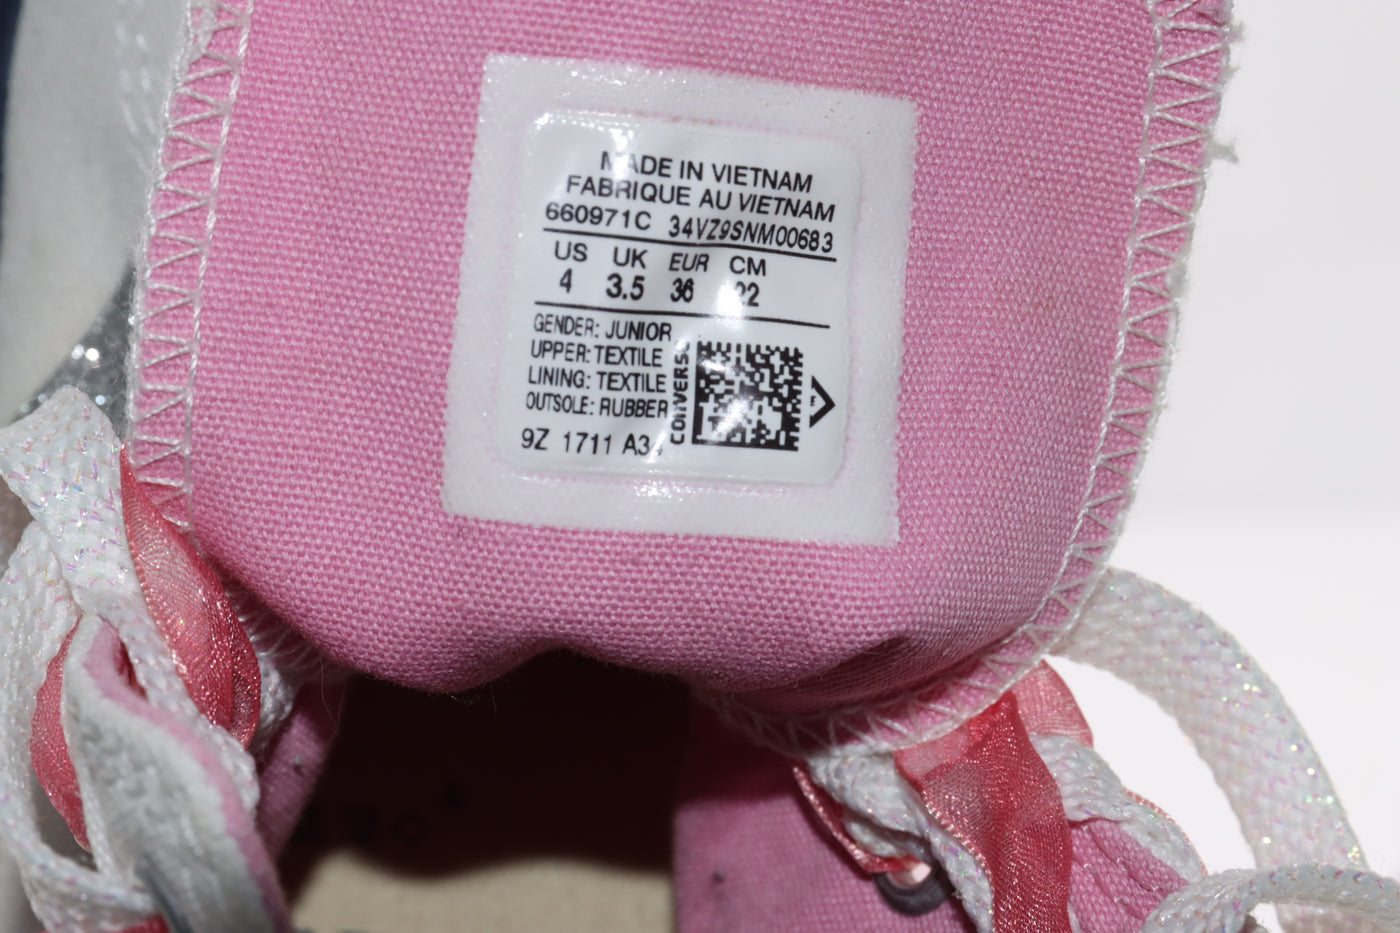 MADE IN VIETNAM
FABRIQUE AU VIETNAM
660971C 34VZ9SNM00683
US UK EUR CM
4 3.5 36 22
GENDER: JUNIOR
UPPER: TEXTILE
LINING: TEXTILE
OUTSOLE: RUBBER
CONVERSE
9Z 1711 A34